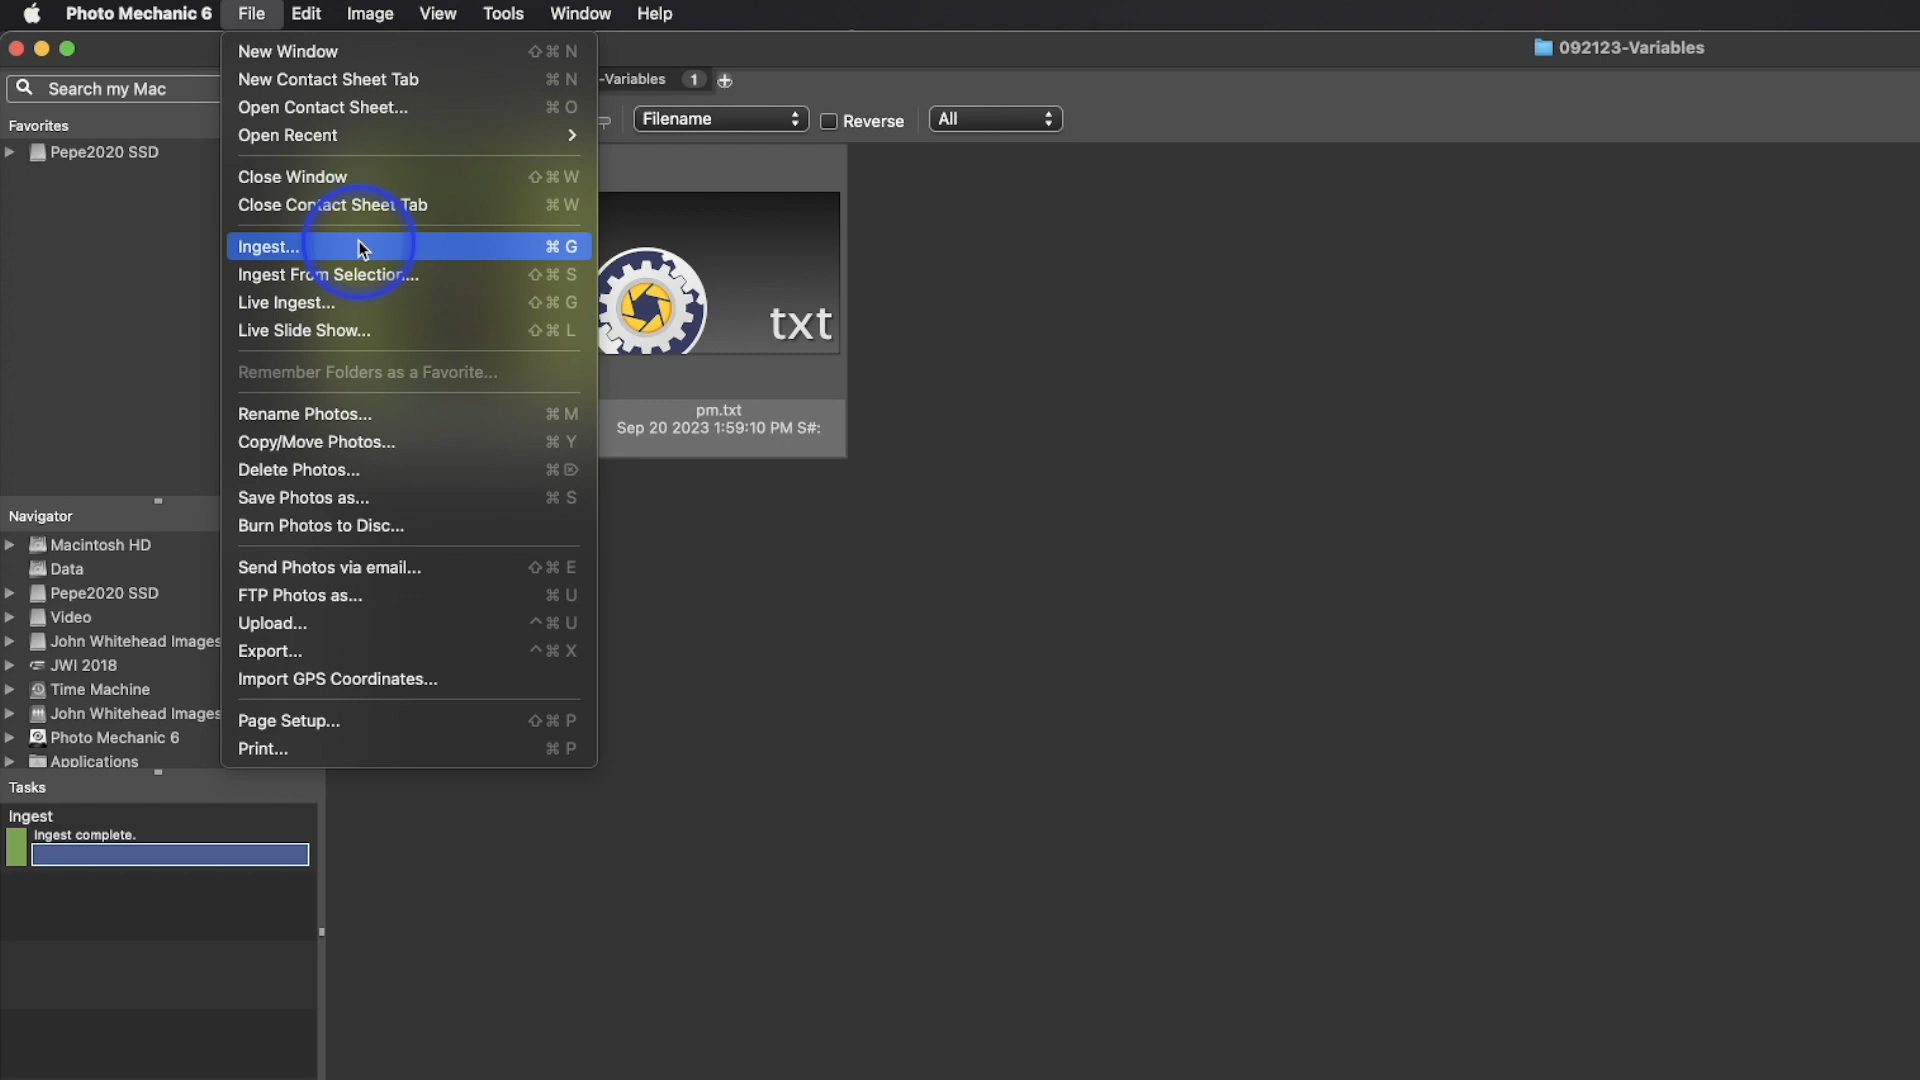 Photo Mechanic 6 File Edit Image View Tools Window Help
092123-Variables
Search my Mac
-Variables 1
Filename Reverse All
Favorites
Pepe2020 SSD
New Window ⇧⌘ N
New Contact Sheet Tab ⌘ N
Open Contact Sheet... ⌘ O
Open Recent
Close Window ⇧⌘ W
Close Contact Sheet Tab ⌘ W
Ingest... ⌘ G
Ingest From Selection... ⇧⌘ S
Live Ingest... ⇧⌘ G
Live Slide Show... ⇧⌘ L
Remember Folders as a Favorite...
Rename Photos... ⌘ M
Copy/Move Photos... ⌘ Y
Delete Photos... ⌘⌦
Save Photos as... ⌘ S
Burn Photos to Disc...
Send Photos via email... ⇧⌘ E
FTP Photos as... ⌘ U
Upload... ^⌘ U
Export... ^⌘ X
Import GPS Coordinates...
Page Setup... ⇧⌘ P
Print... ⌘ P
txt
pm.txt
Sep 20 2023 1:59:10 PM S#:
Navigator
Macintosh HD
Data
Pepe2020 SSD
Video
John Whitehead Images
JWI 2018
Time Machine
John Whitehead Images
Photo Mechanic 6
Applications
Tasks
Ingest
Ingest complete.